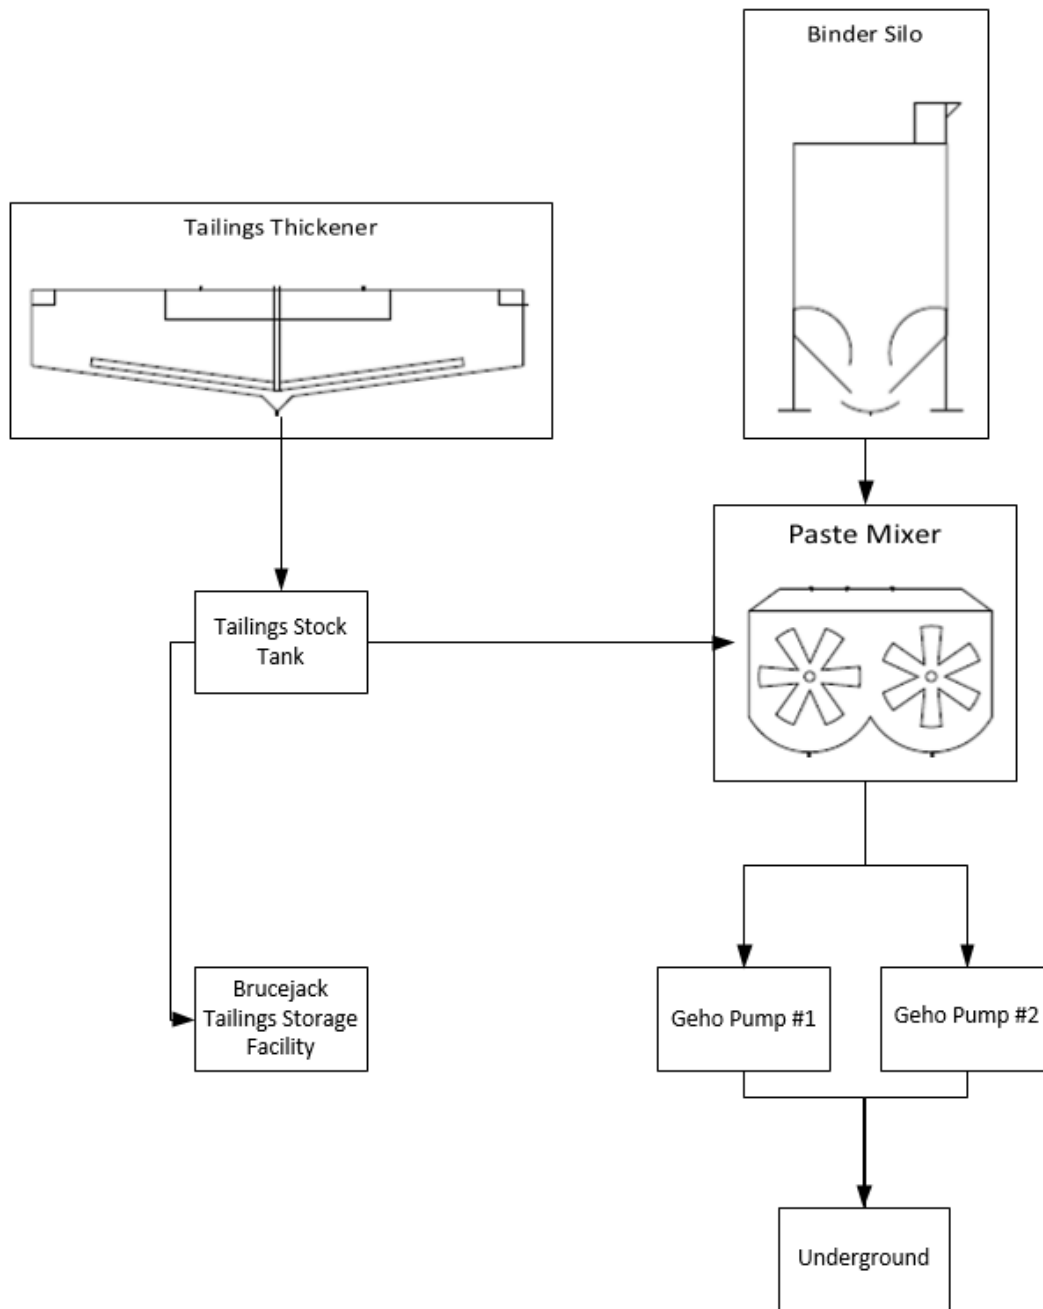 Binder Silo
Tailings Thickener
Paste Mixer
Tailings Stock
Tank
Brucejack
Tailings Storage
Facility
Geho Pump #1
Geho Pump #2
Underground